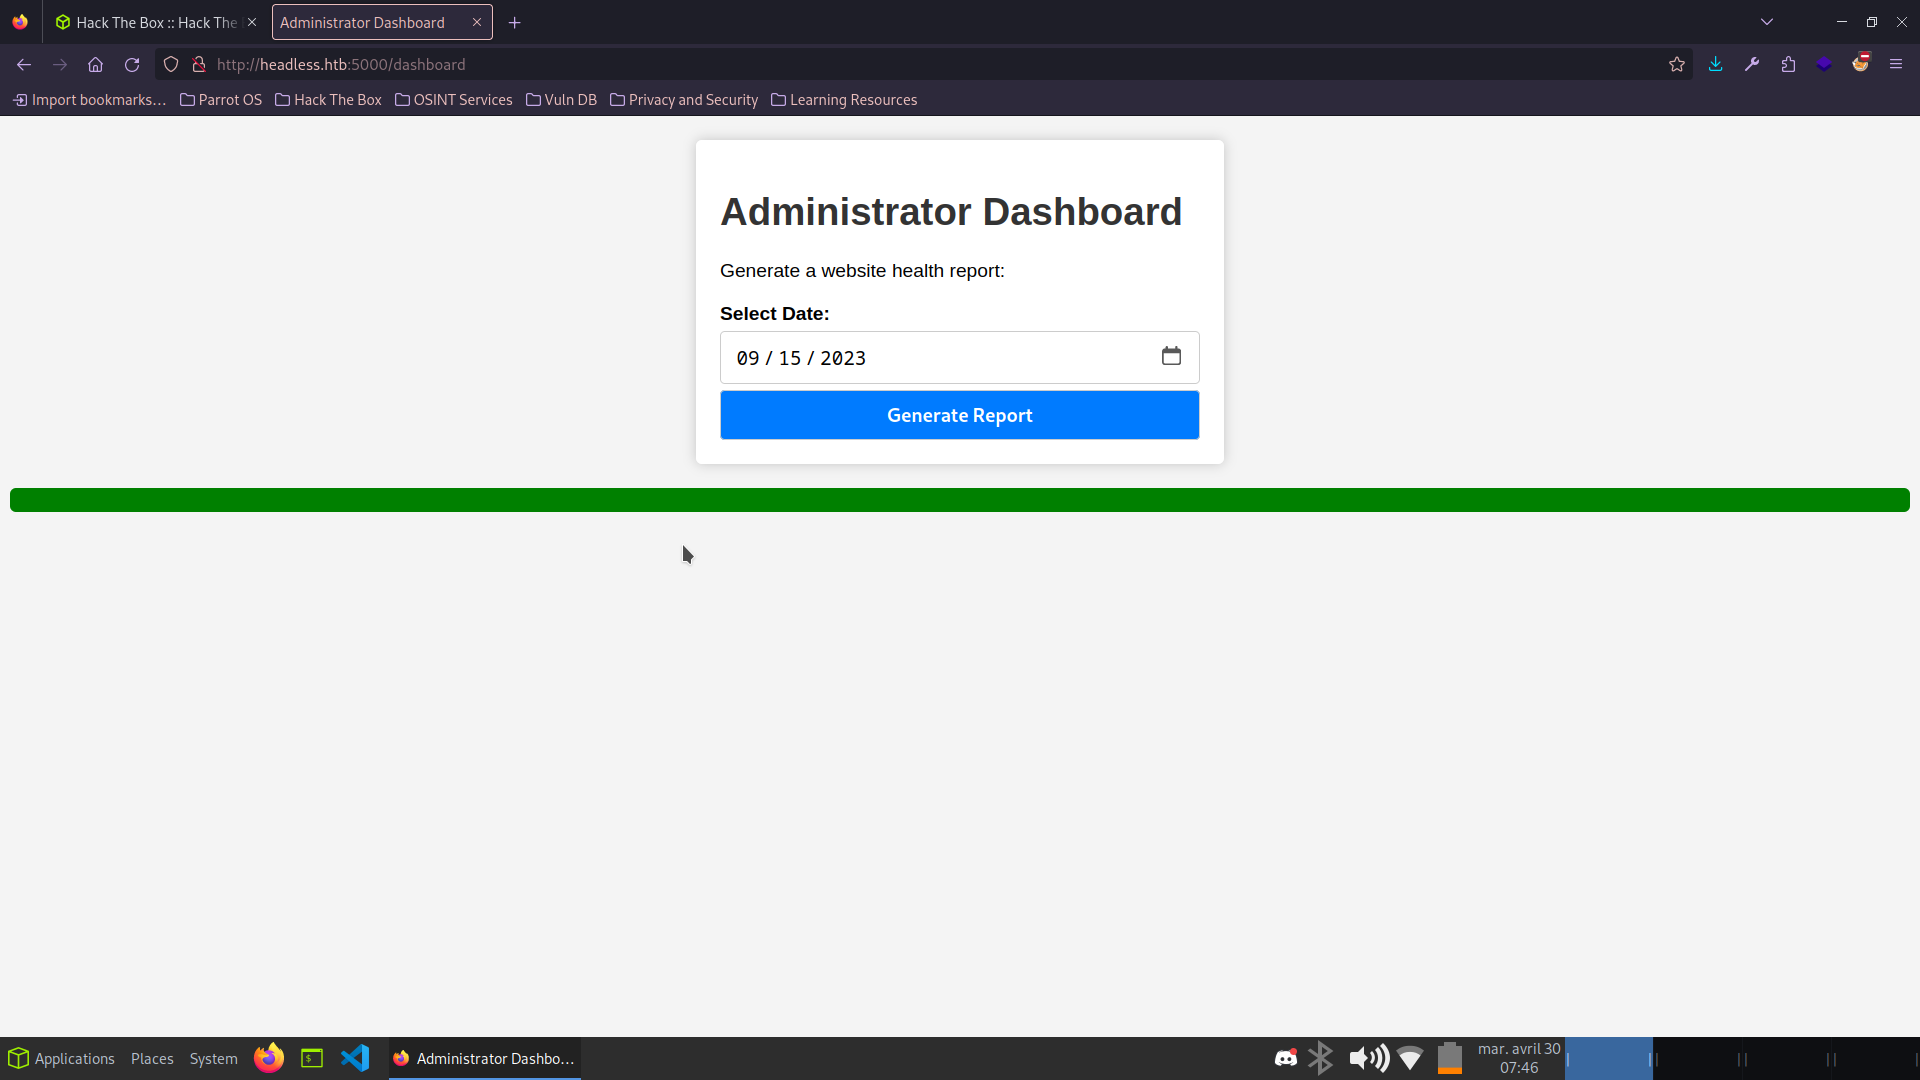 Hack The Box :: Hack The
Administrator Dashboard
http://headless.htb:5000/dashboard
Import bookmarks... Parrot OS Hack The Box OSINT Services Vuln DB Privacy and Security Learning Resources
Administrator Dashboard
Generate a website health report:
Select Date:
09 / 15 / 2023
Generate Report
Applications Places System Administrator Dashbo...
mar. avril 30
07:46